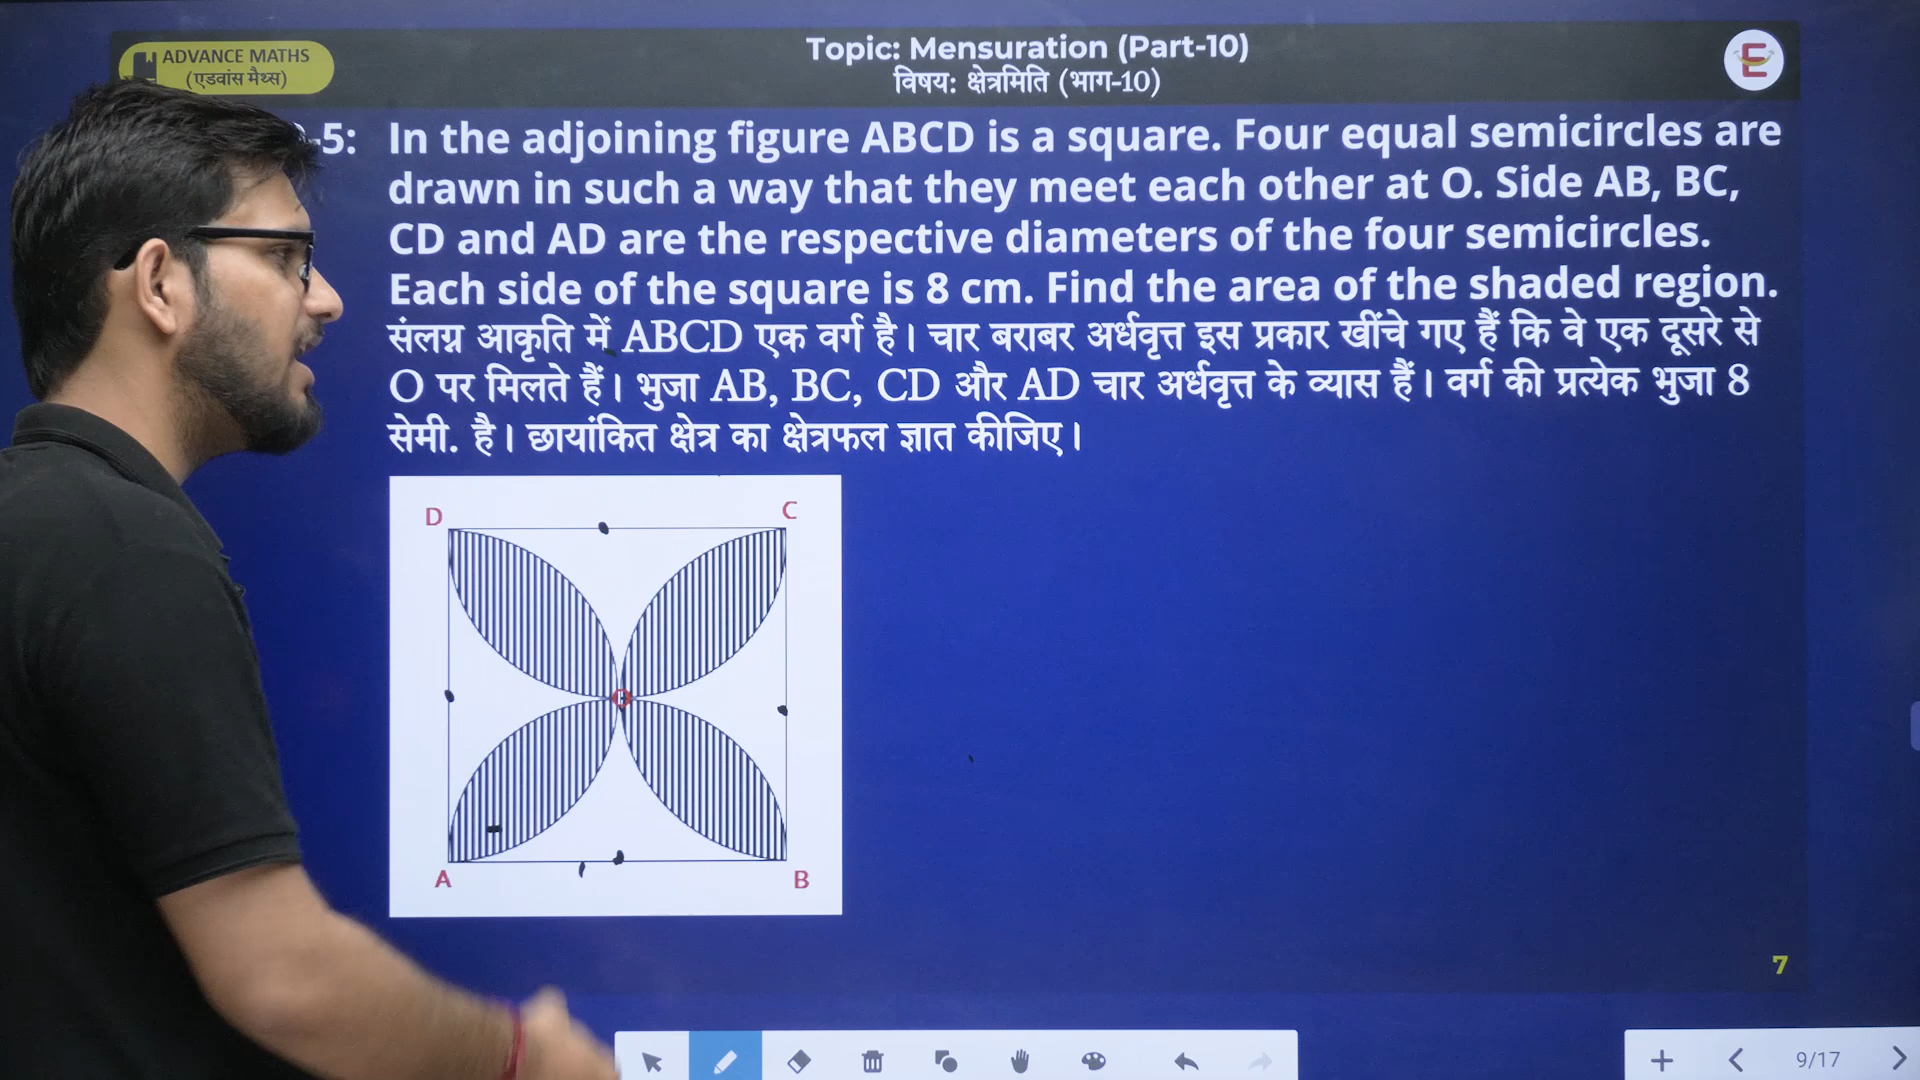 ADVANCE MATHS
(एडवांस मैथ्स)
Topic: Mensuration (Part-10)
विषय: क्षेत्रमिति (भाग-10)
E
-5: In the adjoining figure ABCD is a square. Four equal semicircles are
drawn in such a way that they meet each other at O. Side AB, BC,
CD and AD are the respective diameters of the four semicircles.
Each side of the square is 8 cm. Find the area of the shaded region.
संलग्न आकृति में ABCD एक वर्ग है। चार बराबर अर्धवृत्त इस प्रकार खींचे गए हैं कि वे एक दूसरे से
O पर मिलते हैं। भुजा AB, BC, CD और AD चार अर्धवृत्त के व्यास हैं। वर्ग की प्रत्येक भुजा 8
सेमी. है। छायांकित क्षेत्र का क्षेत्रफल ज्ञात कीजिए।
D C
A B
7
9/17